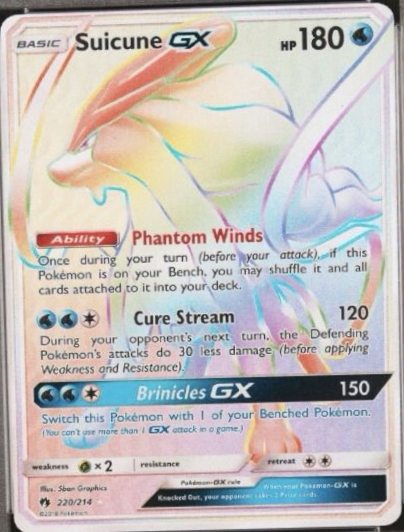 BASIC Suicune GX HP 180
Ability Phantom Winds
Once during your turn (before your attack), if this
Pokémon is on your Bench, you may shuffle it and all
cards attached to it into your deck.
Cure Stream 120
During your opponent's next turn, the Defending
Pokémon's attacks do 30 less damage (before applying
Weakness and Resistance).
Brinicles GX 150
Switch this Pokémon with 1 of your Benched Pokémon.
(You can't use more than 1 GX attack in a game.)
weakness ×2 resistance retreat
Illus. 5ban Graphics
Pokémon-GX rule
When your Pokémon-GX is
Knocked Out, your opponent takes 2 Prize cards.
220/214
©2018 Pokémon